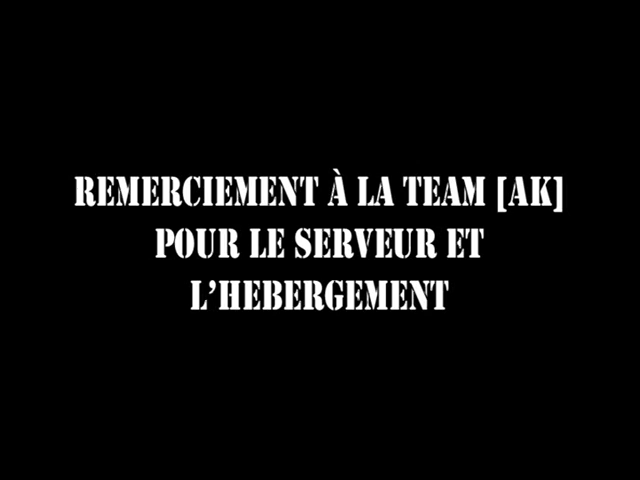 REMERCIEMENT À LA TEAM [AK]
POUR LE SERVEUR ET
L'HEBERGEMENT